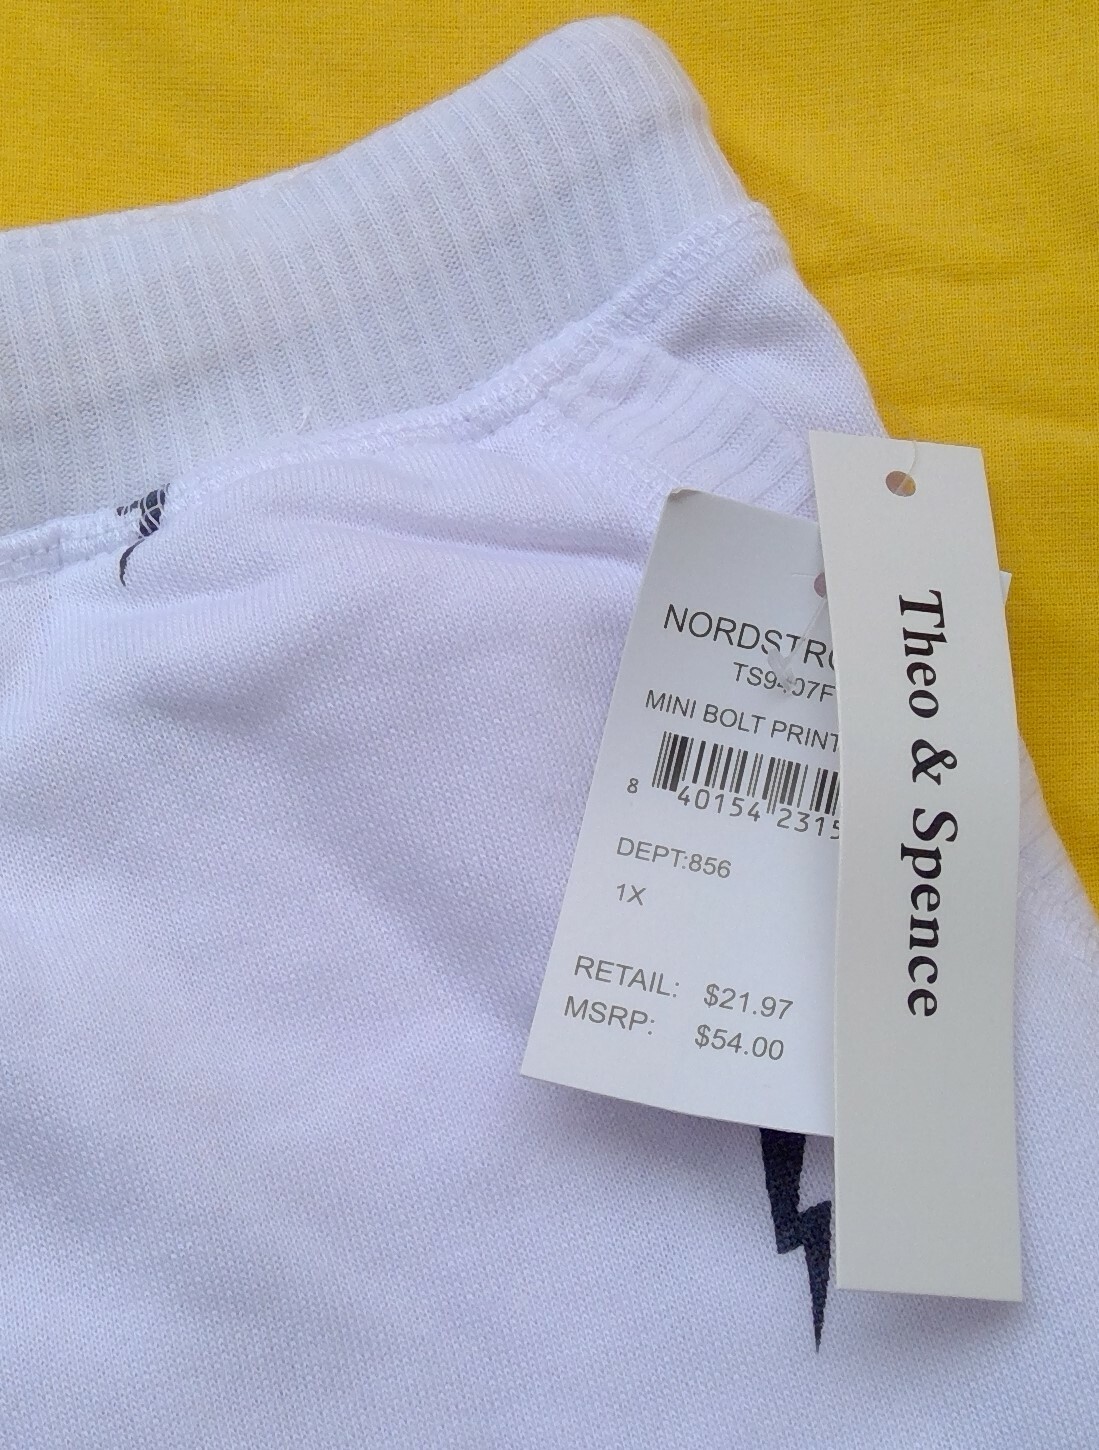 NORDSTRO
TS9407F
MINI BOLT PRINT
8 40154 2315
DEPT:856
1X
RETAIL: $21.97
MSRP: $54.00
Theo & Spence